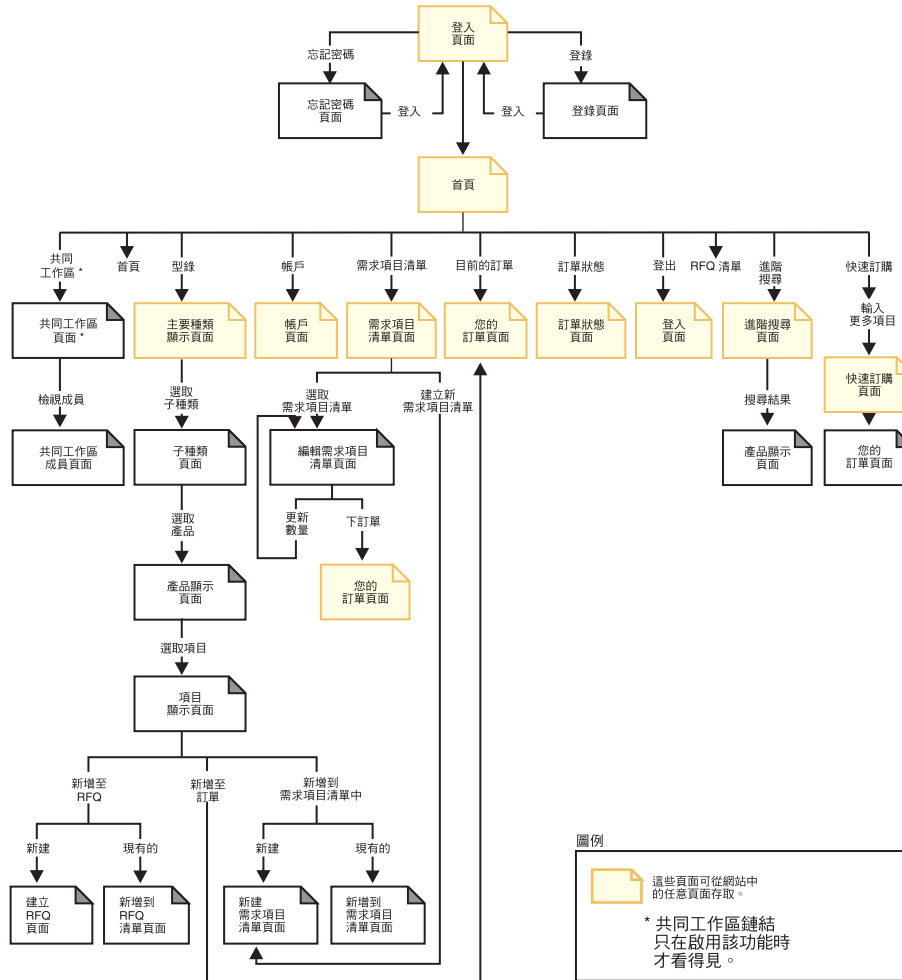 登入
頁面
忘記密碼
登錄
忘記密碼
頁面
登入
登入
登錄頁面
首頁
共同
工作區 *
首頁
型錄
帳戶
需求項目清單
目前的訂單
訂單狀態
登出
RFQ 清單
進階
搜尋
快速訂購
共同工作區
頁面 *
主要種類
顯示頁面
帳戶
頁面
需求項目
清單頁面
您的
訂單頁面
訂單狀態
頁面
登入
頁面
進階搜尋
頁面
輸入
更多項目
快速訂購
頁面
檢視成員
選取
子種類
選取
需求項目清單
建立新
需求項目清單
搜尋結果
共同工作區
成員頁面
子種類
頁面
編輯需求項目
清單頁面
產品顯示
頁面
您的
訂單頁面
選取
產品
更新
數量
下訂單
產品顯示
頁面
您的
訂單頁面
選取項目
項目
顯示頁面
新增至
RFQ
新增至
訂單
新增到
需求項目清單中
新建
現有的
新建
現有的
建立
RFQ
頁面
新增到
RFQ
清單頁面
新建
需求項目
清單頁面
新增到
需求項目
清單頁面
圖例
這些頁面可從網站中
的任意頁面存取。
* 共同工作區鏈結
只在啟用該功能時
才看得見。